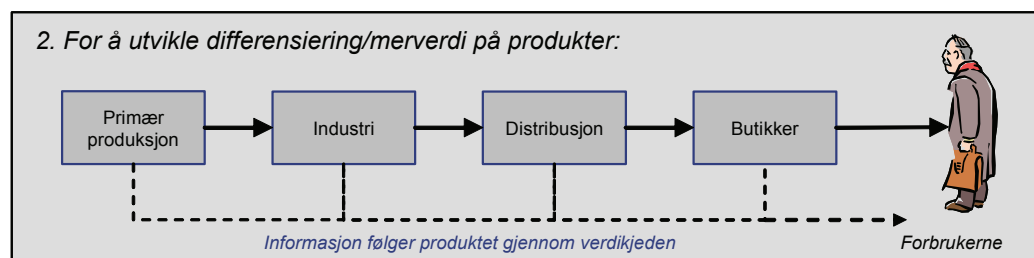 2. For å utvikle differensiering/merverdi på produkter:
Primær
produksjon
Industri
Distribusjon
Butikker
Informasjon følger produktet gjennom verdikjeden
Forbrukerne